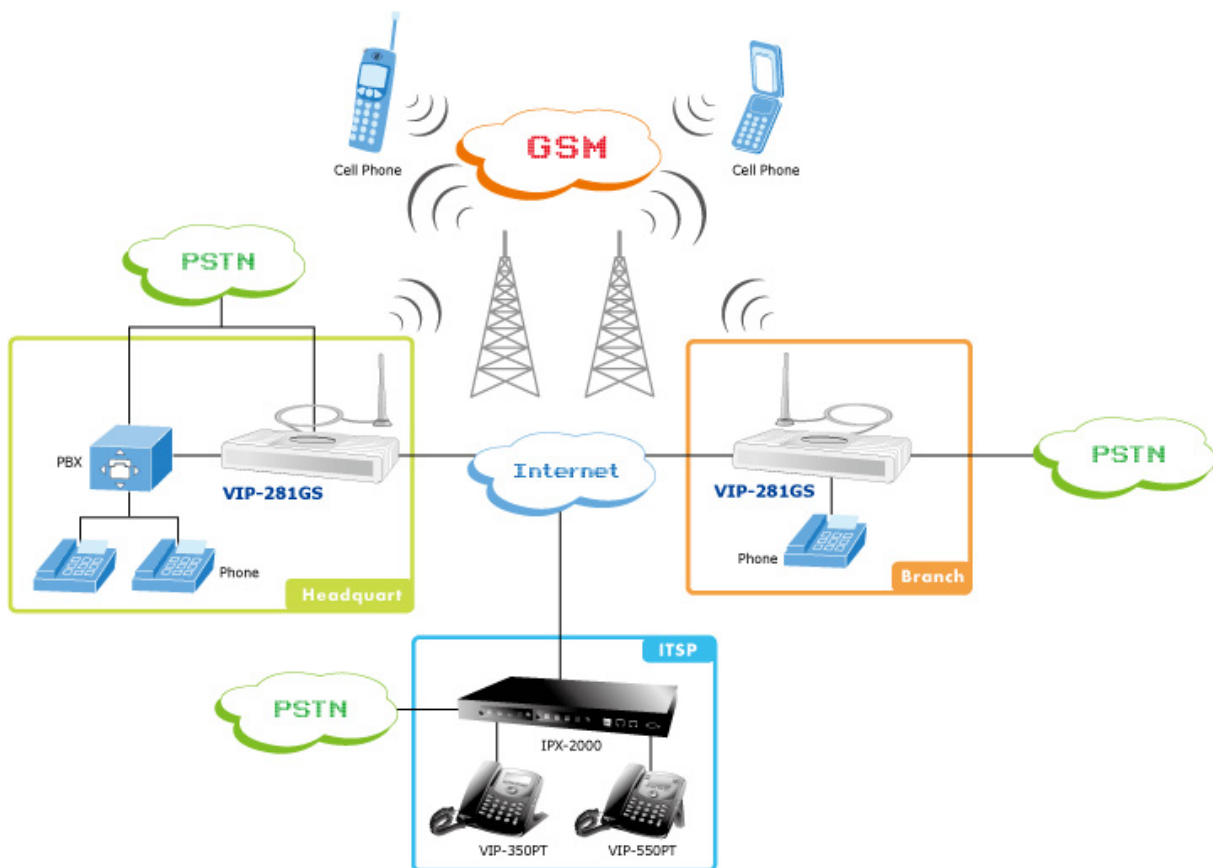 GSM
Cell Phone
Cell Phone
PSTN
PBX
VIP-281GS
Phone
Headquart
Internet
VIP-281GS
Phone
Branch
PSTN
ITSP
PSTN
IPX-2000
VIP-350PT
VIP-550PT